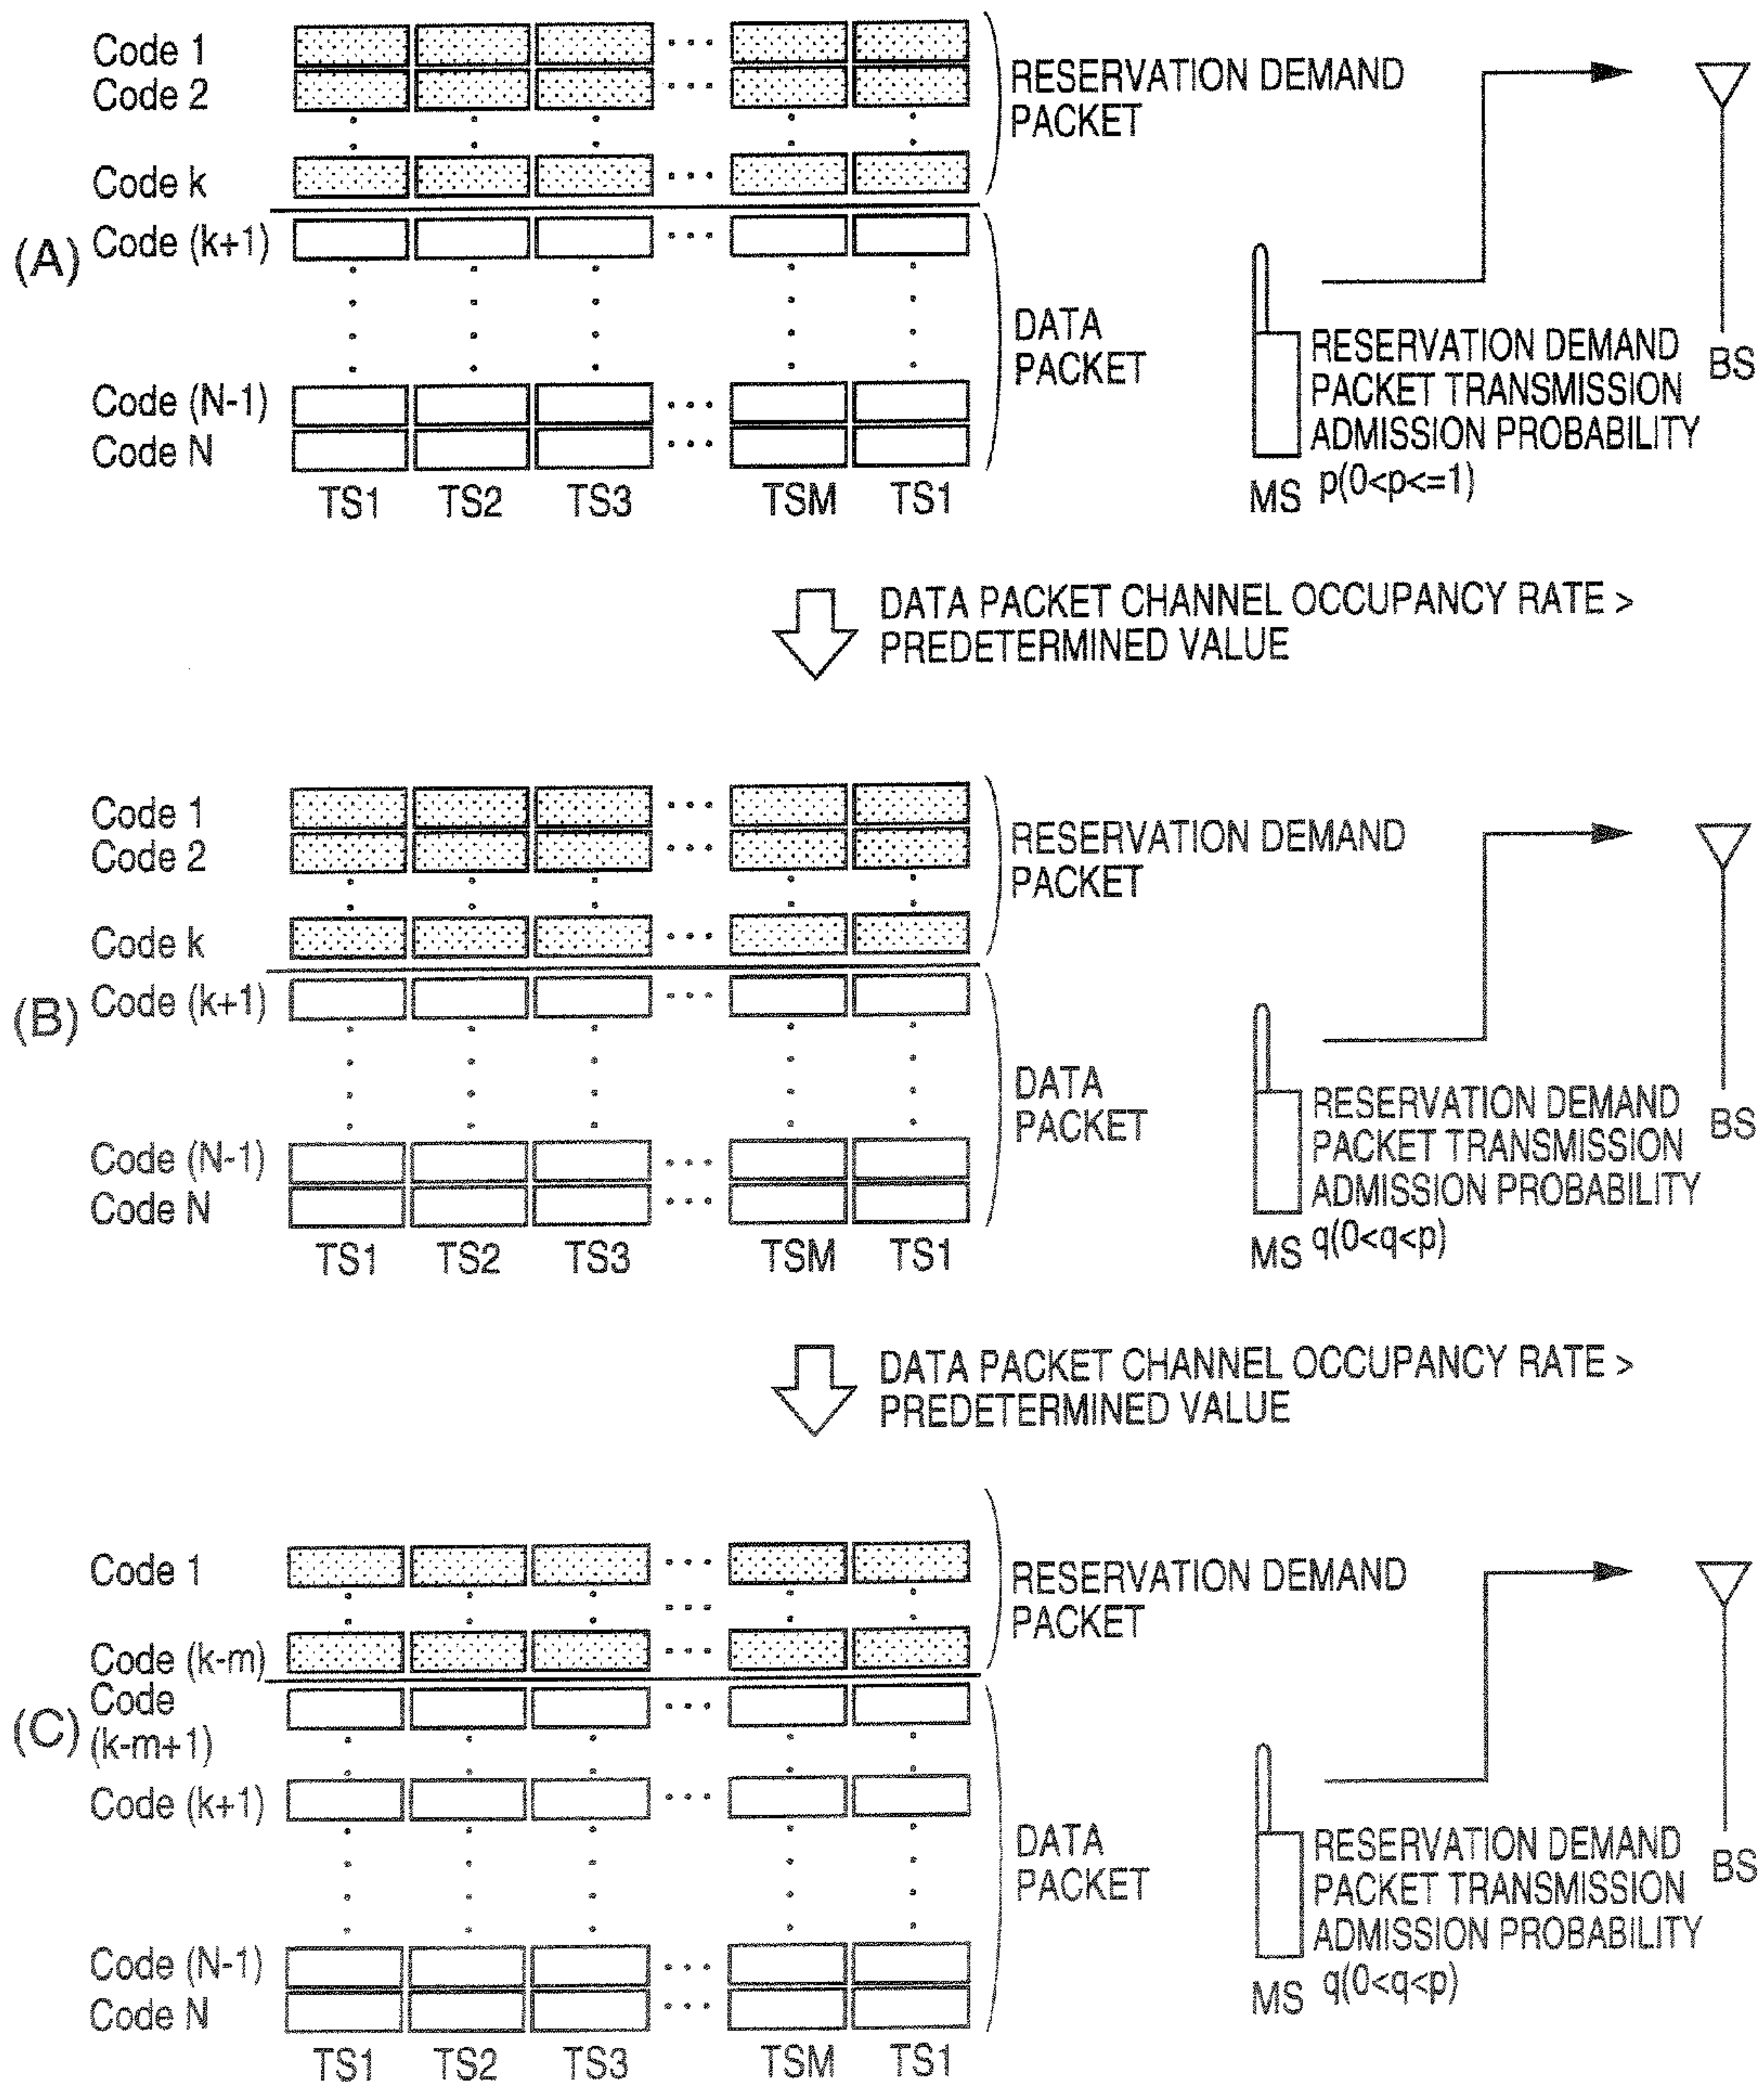 Code 1
Code 2
Code k
RESERVATION DEMAND
PACKET
(A)
Code (k+1)
Code (N-1)
Code N
DATA
PACKET
TS1 TS2 TS3 TSM TS1
RESERVATION DEMAND
PACKET TRANSMISSION
ADMISSION PROBABILITY
p(0<p<=1)
MS
BS
DATA PACKET CHANNEL OCCUPANCY RATE >
PREDETERMINED VALUE
Code 1
Code 2
Code k
RESERVATION DEMAND
PACKET
(B)
Code (k+1)
Code (N-1)
Code N
DATA
PACKET
TS1 TS2 TS3 TSM TS1
RESERVATION DEMAND
PACKET TRANSMISSION
ADMISSION PROBABILITY
q(0<q<p)
MS
BS
DATA PACKET CHANNEL OCCUPANCY RATE >
PREDETERMINED VALUE
Code 1
Code (k-m)
RESERVATION DEMAND
PACKET
(C)
Code
(k-m+1)
Code (k+1)
Code (N-1)
Code N
DATA
PACKET
TS1 TS2 TS3 TSM TS1
RESERVATION DEMAND
PACKET TRANSMISSION
ADMISSION PROBABILITY
q(0<q<p)
MS
BS